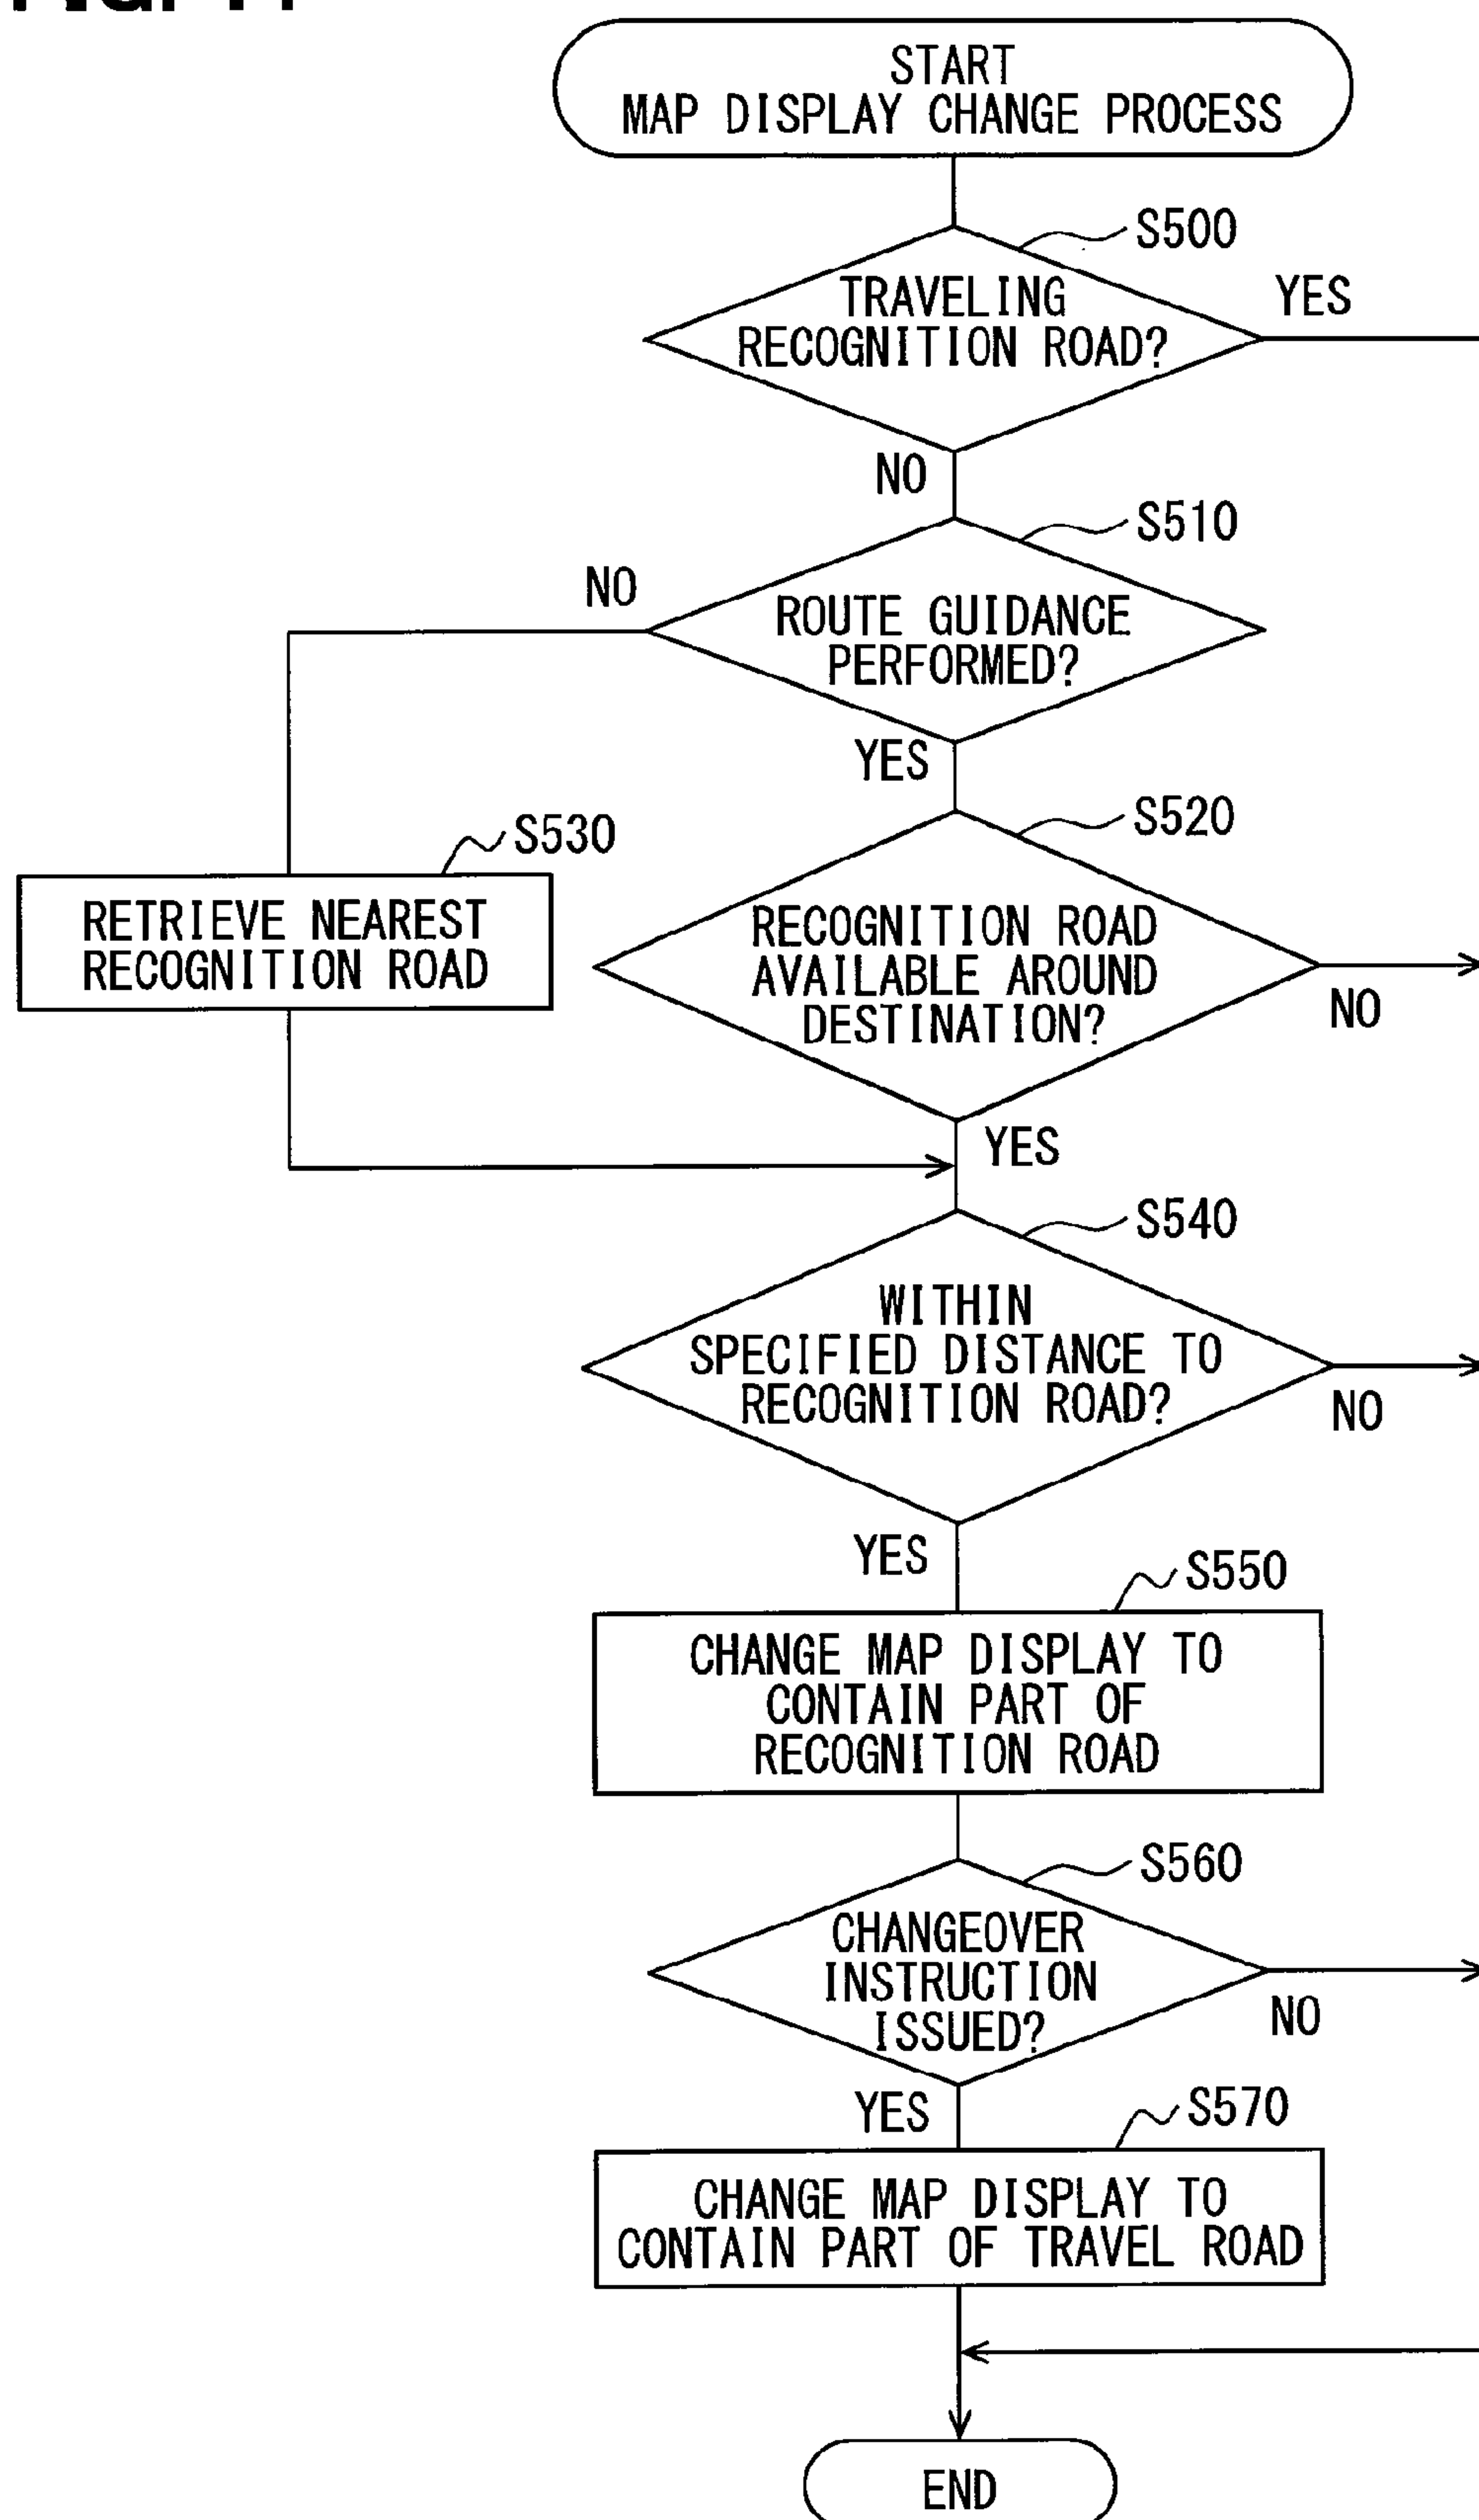 START
MAP DISPLAY CHANGE PROCESS
S500
TRAVELING
RECOGNITION ROAD?
YES
NO
S510
NO
ROUTE GUIDANCE
PERFORMED?
YES
S520
S530
RETRIEVE NEAREST
RECOGNITION ROAD
RECOGNITION ROAD
AVAILABLE AROUND
DESTINATION?
NO
YES
S540
WITHIN
SPECIFIED DISTANCE TO
RECOGNITION ROAD?
NO
YES
S550
CHANGE MAP DISPLAY TO
CONTAIN PART OF
RECOGNITION ROAD
S560
CHANGEOVER
INSTRUCTION
ISSUED?
NO
YES
S570
CHANGE MAP DISPLAY TO
CONTAIN PART OF TRAVEL ROAD
END